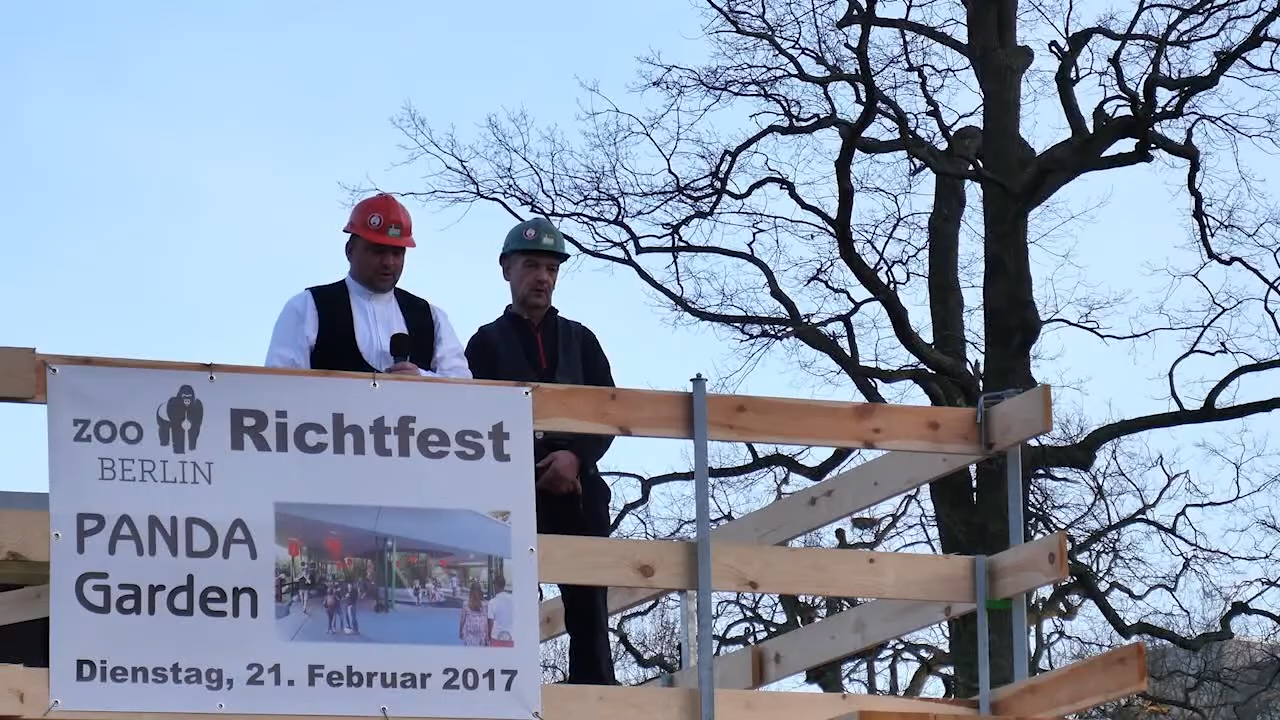 zoo
BERLIN
Richtfest
PANDA
Garden
Dienstag, 21. Februar 2017